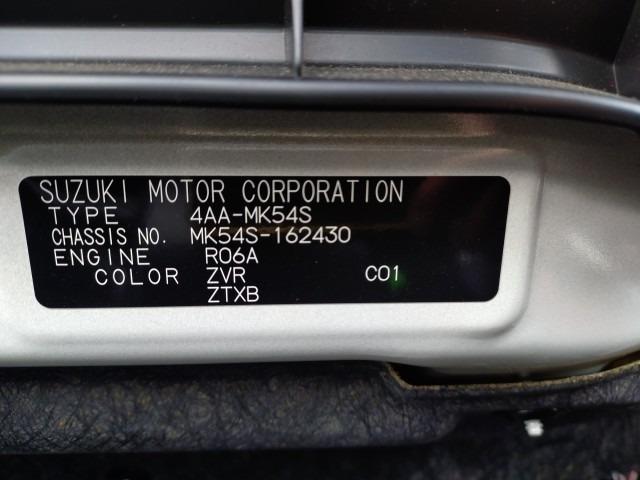 SUZUKI MOTOR CORPORATION
TYPE 4AA-MK54S
CHASSIS NO. MK54S-162430
ENGINE R06A
COLOR ZVR C01
ZTXB